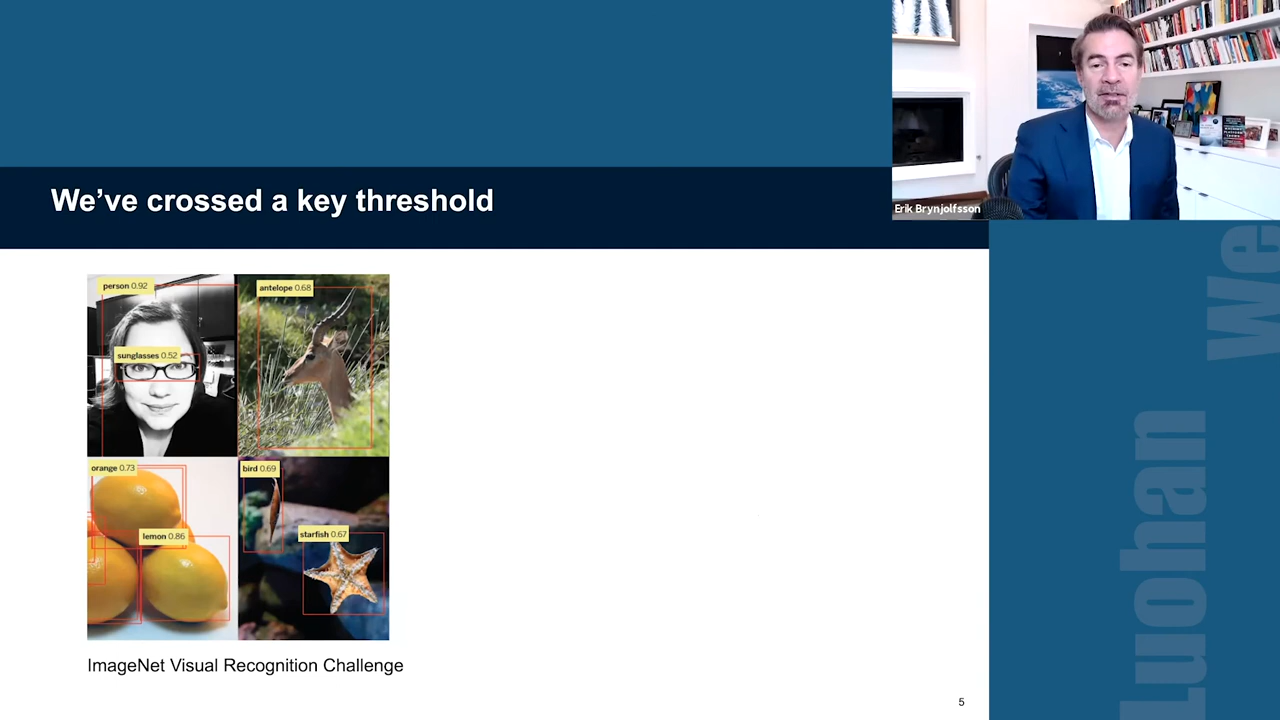 We've crossed a key threshold
Erik Brynjolfsson
person 0.92
antelope 0.68
sunglasses 0.52
orange 0.73
bird 0.69
lemon 0.86
starfish 0.67
ImageNet Visual Recognition Challenge
5
Luohan
We